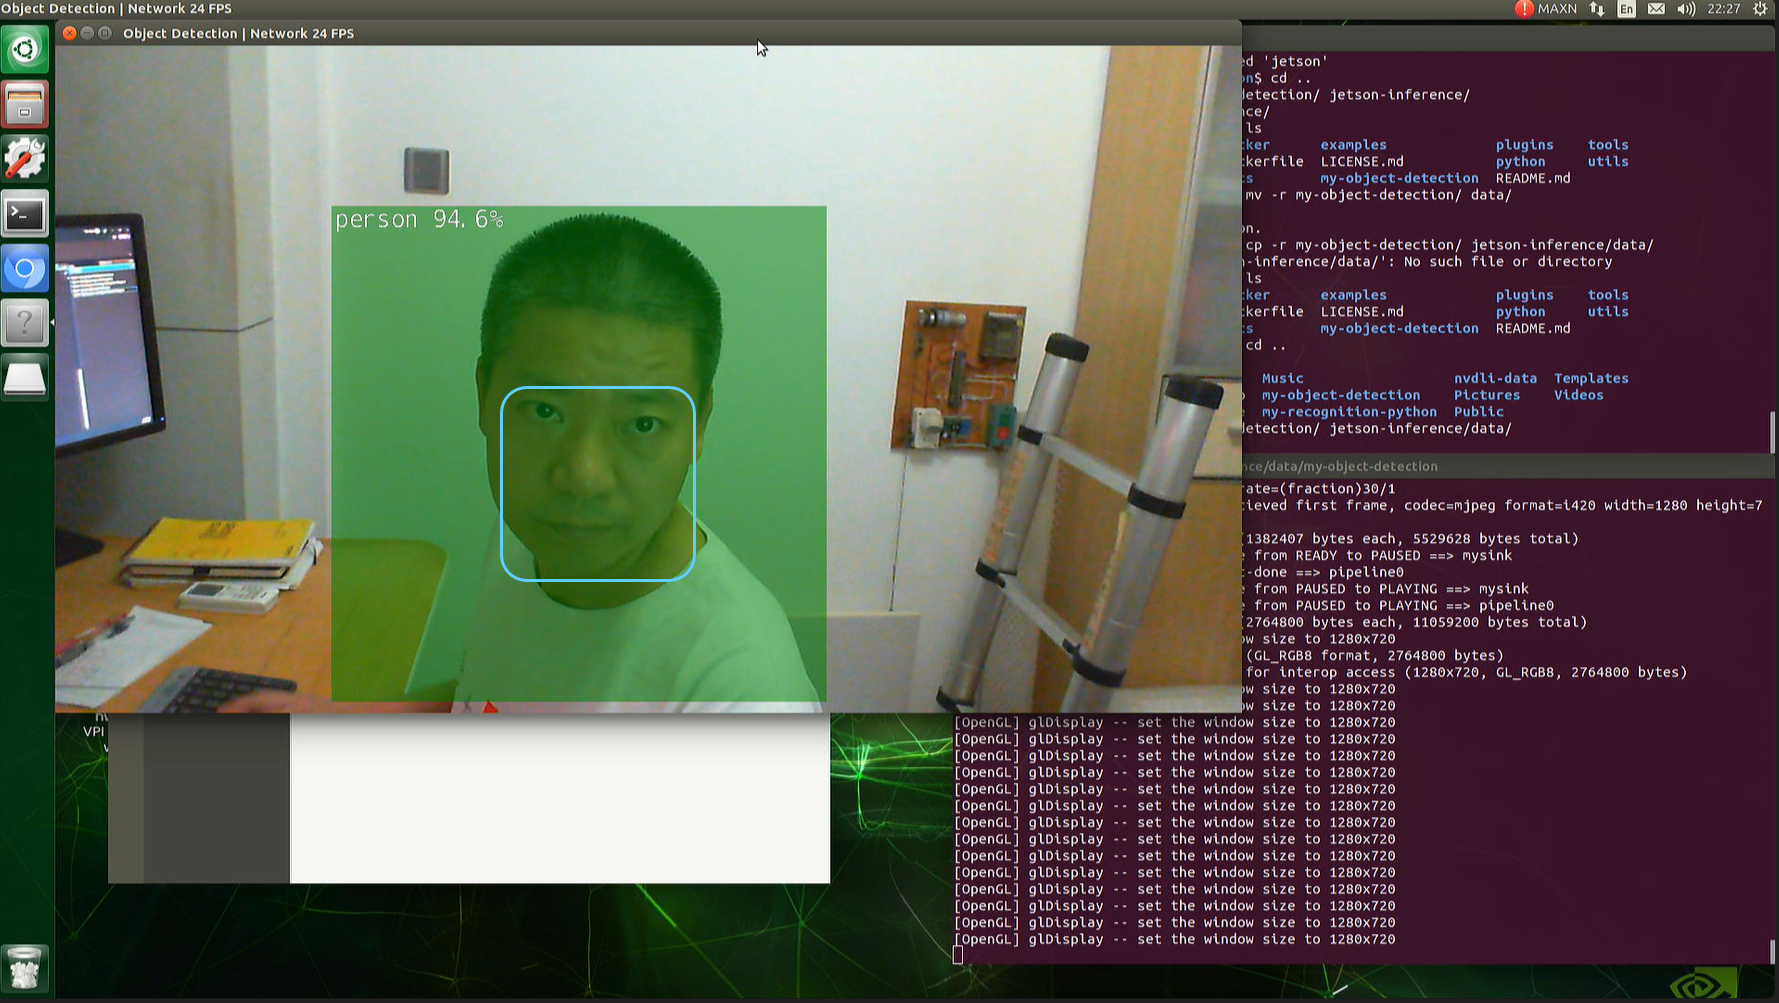 Object Detection | Network 24 FPS
MAXN
En
22:27
Object Detection | Network 24 FPS
person 94.6%
VPI
ed 'jetson'
$ cd ..
detection/ jetson-inference/
nce/
ls
ker examples plugins tools
kerfile LICENSE.md python utils
s my-object-detection README.md
mv -r my-object-detection/ data/
on.
cp -r my-object-detection/ jetson-inference/data/
-inference/data/': No such file or directory
ls
ker examples plugins tools
kerfile LICENSE.md python utils
s my-object-detection README.md
cd ..
Music nvdli-data Templates
my-object-detection Pictures Videos
my-recognition-python Public
etection/ jetson-inference/data/
nce/data/my-object-detection
rate=(fraction)30/1
ieved first frame, codec=mjpeg format=i420 width=1280 height=7
(1382407 bytes each, 5529628 bytes total)
e from READY to PAUSED ==> mysink
-done ==> pipeline0
e from PAUSED to PLAYING ==> mysink
e from PAUSED to PLAYING ==> pipeline0
(2764800 bytes each, 11059200 bytes total)
ow size to 1280x720
(GL_RGB8 format, 2764800 bytes)
for interop access (1280x720, GL_RGB8, 2764800 bytes)
ow size to 1280x720
ow size to 1280x720
[OpenGL] glDisplay -- set the window size to 1280x720
[OpenGL] glDisplay -- set the window size to 1280x720
[OpenGL] glDisplay -- set the window size to 1280x720
[OpenGL] glDisplay -- set the window size to 1280x720
[OpenGL] glDisplay -- set the window size to 1280x720
[OpenGL] glDisplay -- set the window size to 1280x720
[OpenGL] glDisplay -- set the window size to 1280x720
[OpenGL] glDisplay -- set the window size to 1280x720
[OpenGL] glDisplay -- set the window size to 1280x720
[OpenGL] glDisplay -- set the window size to 1280x720
[OpenGL] glDisplay -- set the window size to 1280x720
[OpenGL] glDisplay -- set the window size to 1280x720
[OpenGL] glDisplay -- set the window size to 1280x720
[OpenGL] glDisplay -- set the window size to 1280x720